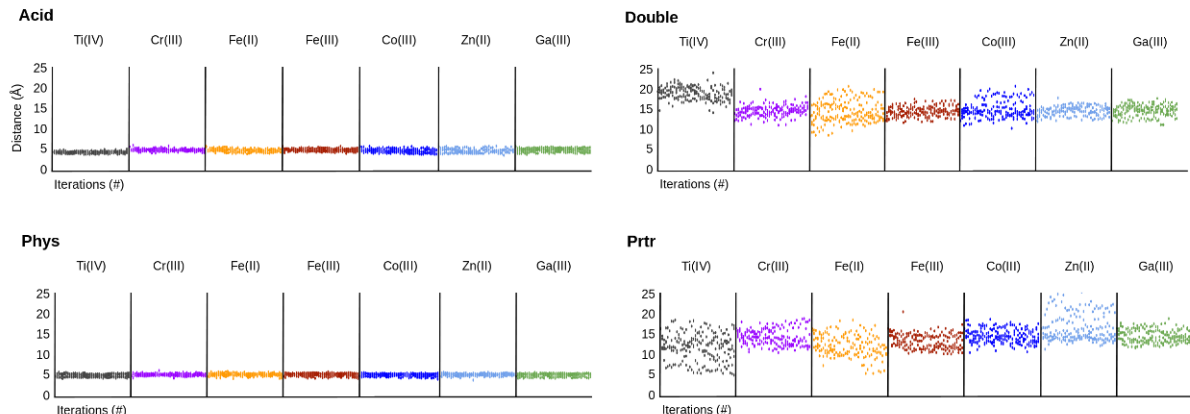 Acid
Ti(IV) Cr(III) Fe(II) Fe(III) Co(III) Zn(II) Ga(III)
Distance (Å)
25
20
15
10
5
0
Iterations (#)
Double
Ti(IV) Cr(III) Fe(II) Fe(III) Co(III) Zn(II) Ga(III)
25
20
15
10
5
0
Iterations (#)
Phys
Ti(IV) Cr(III) Fe(II) Fe(III) Co(III) Zn(II) Ga(III)
25
20
15
10
5
0
Iterations (#)
Prtr
Ti(IV) Cr(III) Fe(II) Fe(III) Co(III) Zn(II) Ga(III)
25
20
15
10
5
0
Iterations (#)